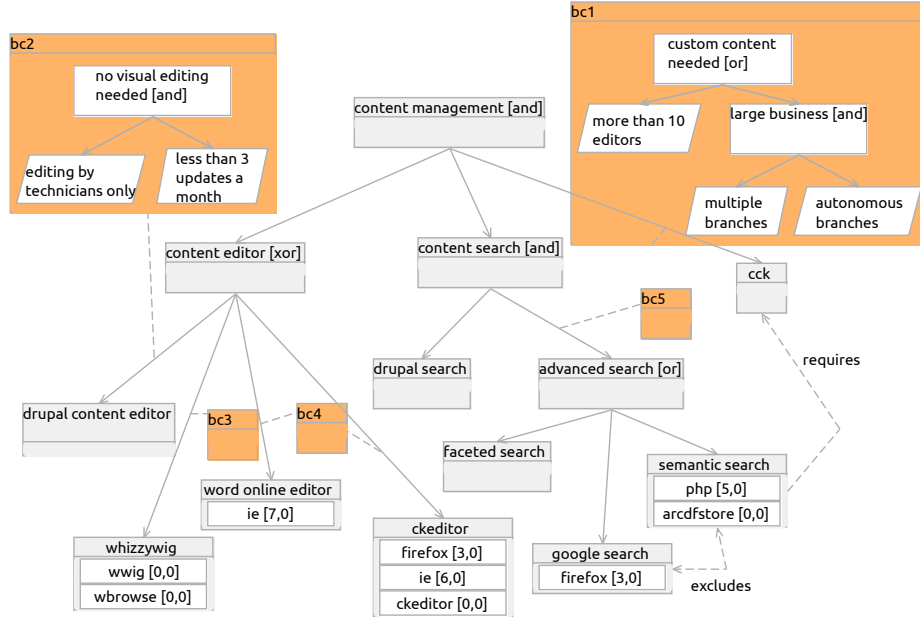 bc2
no visual editing
needed [and]
editing by
technicians only
less than 3
updates a
month
bc1
custom content
needed [or]
more than 10
editors
large business [and]
multiple
branches
autonomous
branches
content management [and]
content editor [xor]
content search [and]
cck
bc5
requires
drupal search
advanced search [or]
drupal content editor
bc3
bc4
faceted search
semantic search
php [5,0]
arcdfstore [0,0]
word online editor
ie [7,0]
ckeditor
firefox [3,0]
ie [6,0]
ckeditor [0,0]
whizzywig
wwig [0,0]
wbrowse [0,0]
google search
firefox [3,0]
excludes